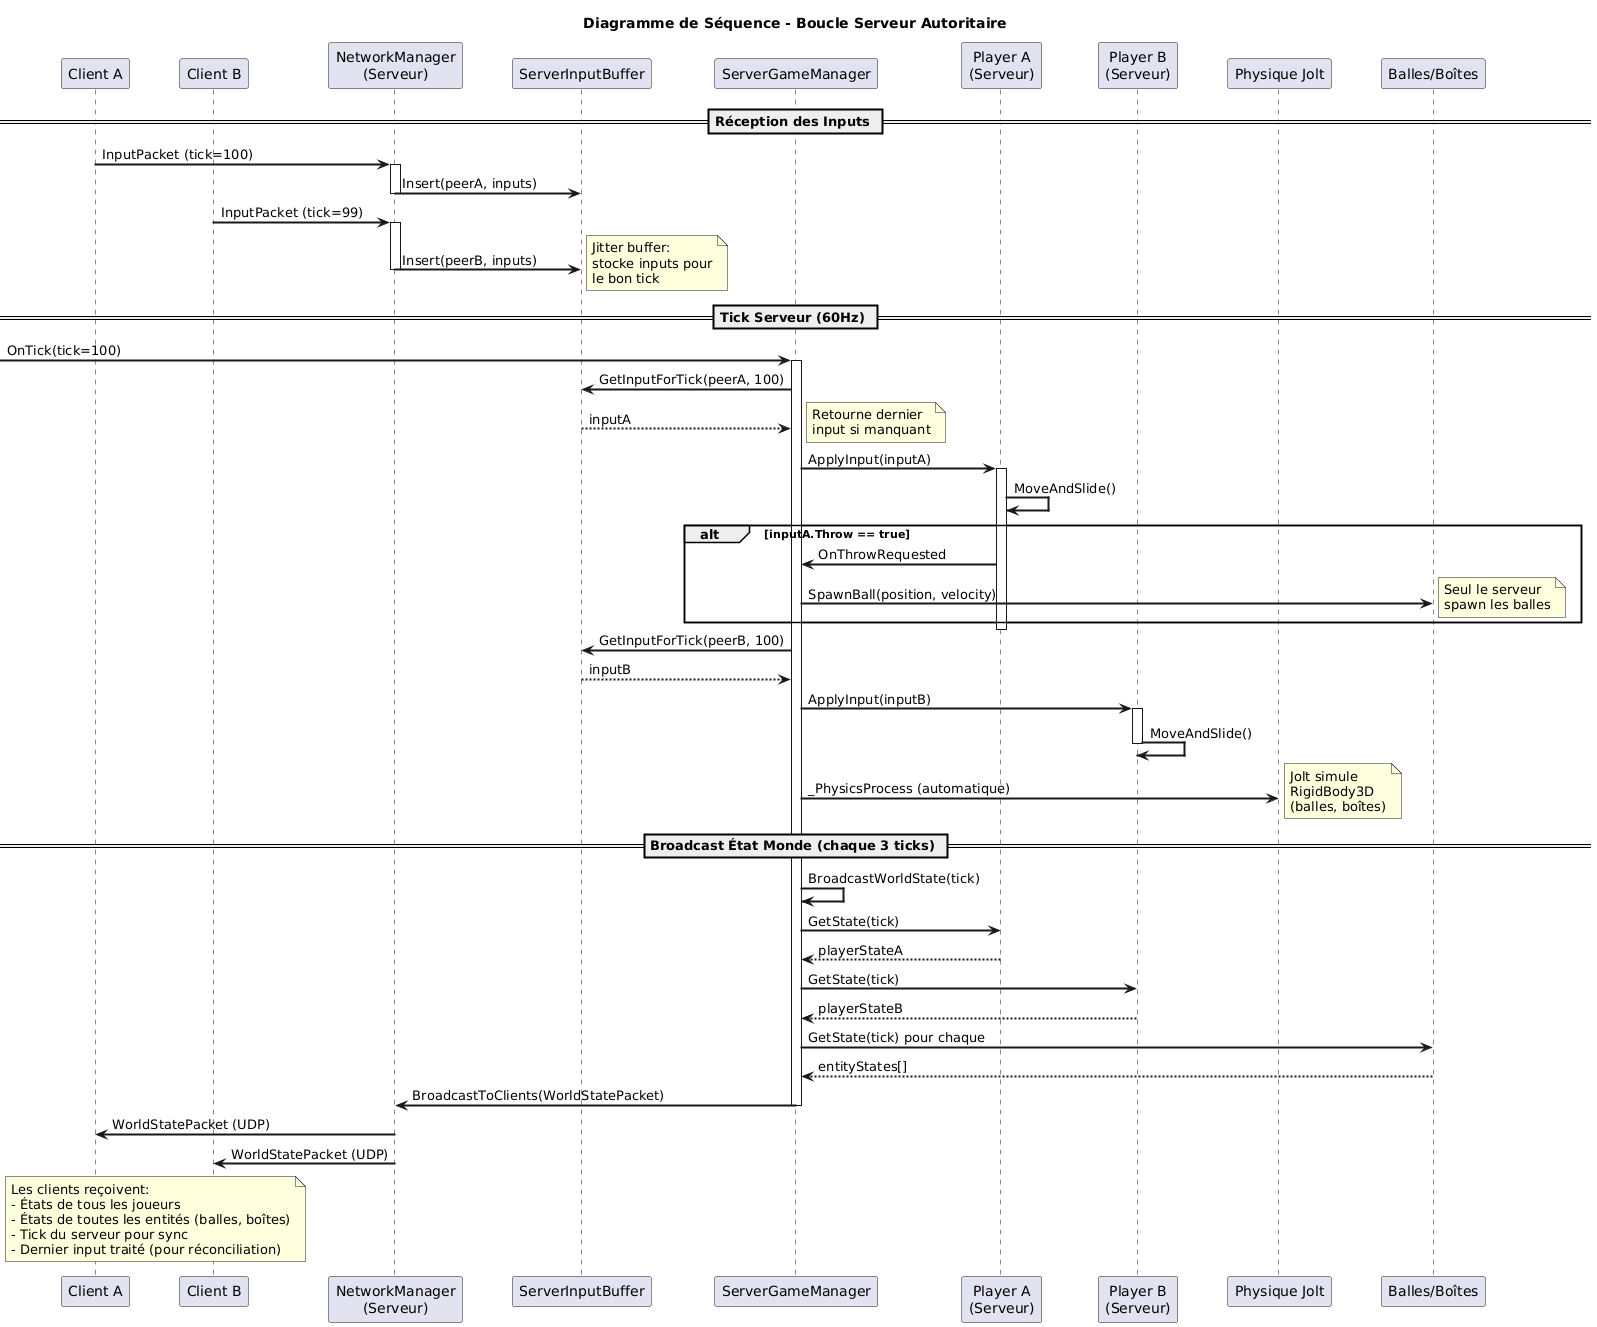 Diagramme de Séquence - Boucle Serveur Autoritaire
Client A
Client B
NetworkManager
(Serveur)
ServerInputBuffer
ServerGameManager
Player A
(Serveur)
Player B
(Serveur)
Physique Jolt
Balles/Boîtes
Réception des Inputs
InputPacket (tick=100)
Insert(peerA, inputs)
InputPacket (tick=99)
Insert(peerB, inputs)
Jitter buffer:
stocke inputs pour
le bon tick
Tick Serveur (60Hz)
OnTick(tick=100)
GetInputForTick(peerA, 100)
inputA
Retourne dernier
input si manquant
ApplyInput(inputA)
MoveAndSlide()
alt
[inputA.Throw == true]
OnThrowRequested
SpawnBall(position, velocity)
Seul le serveur
spawn les balles
GetInputForTick(peerB, 100)
inputB
ApplyInput(inputB)
MoveAndSlide()
_PhysicsProcess (automatique)
Jolt simule
RigidBody3D
(balles, boîtes)
Broadcast État Monde (chaque 3 ticks)
BroadcastWorldState(tick)
GetState(tick)
playerStateA
GetState(tick)
playerStateB
GetState(tick) pour chaque
entityStates[]
BroadcastToClients(WorldStatePacket)
WorldStatePacket (UDP)
WorldStatePacket (UDP)
Les clients reçoivent:
- États de tous les joueurs
- États de toutes les entités (balles, boîtes)
- Tick du serveur pour sync
- Dernier input traité (pour réconciliation)
Client A
Client B
NetworkManager
(Serveur)
ServerInputBuffer
ServerGameManager
Player A
(Serveur)
Player B
(Serveur)
Physique Jolt
Balles/Boîtes